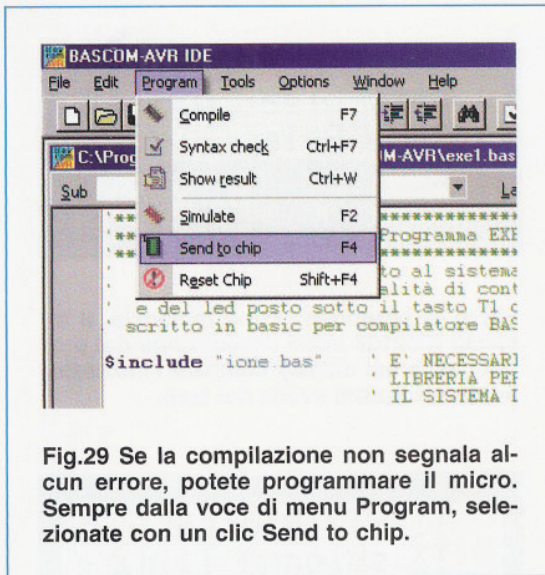 BASCOM-AVR IDE
File Edit Program Tools Options Window Help
Compile F7
C:\Prog M-AVR\exe1.bas
Syntax check Ctrl+F7
Sub
Show result Ctrl+W
Simulate F2
Programma EXE
Send to chip F4
to al sistema
Reset Chip Shift+F4
alità di cont
e del led posto sotto il tasto T1
scritto in basic per compilatore BAS
$include "ione.bas" ' E' NECESSARI
' LIBRERIA PER
' IL SISTEMA
Fig.29 Se la compilazione non segnala al-
cun errore, potete programmare il micro.
Sempre dalla voce di menu Program, sele-
zionate con un clic Send to chip.